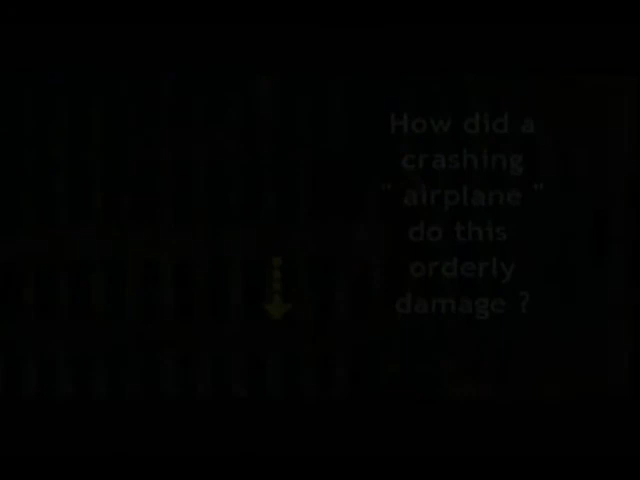 How did a
crashing
" airplane "
do this
orderly
damage ?